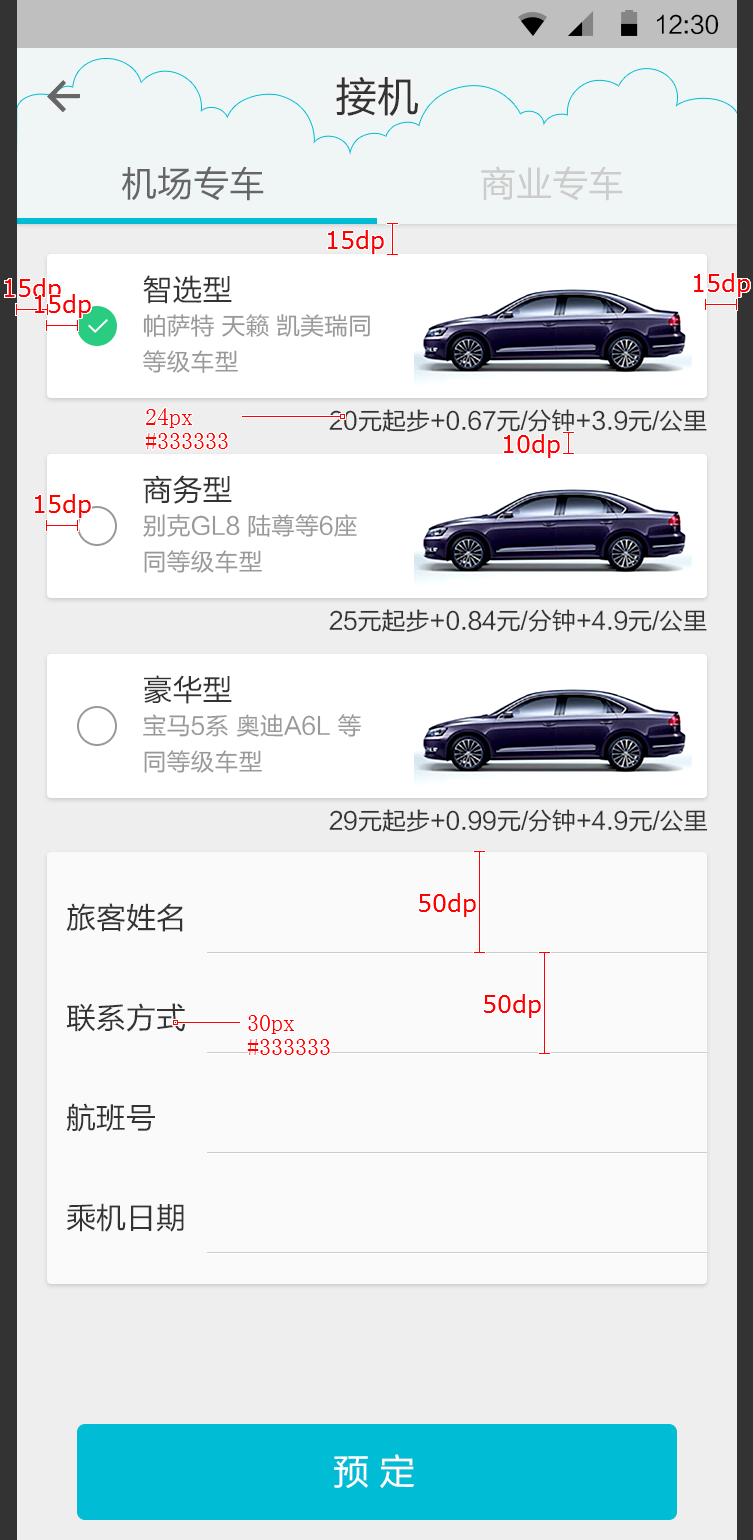 12:30
接机
机场专车
商业专车
15dp
15dp
15dp
15dp
智选型
帕萨特 天籁 凯美瑞同
等级车型
24px
#333333
20元起步+0.67元/分钟+3.9元/公里
10dp
15dp
商务型
别克GL8 陆尊等6座
同等级车型
25元起步+0.84元/分钟+4.9元/公里
豪华型
宝马5系 奥迪A6L 等
同等级车型
29元起步+0.99元/分钟+4.9元/公里
50dp
旅客姓名
50dp
联系方式
30px
#333333
航班号
乘机日期
预 定